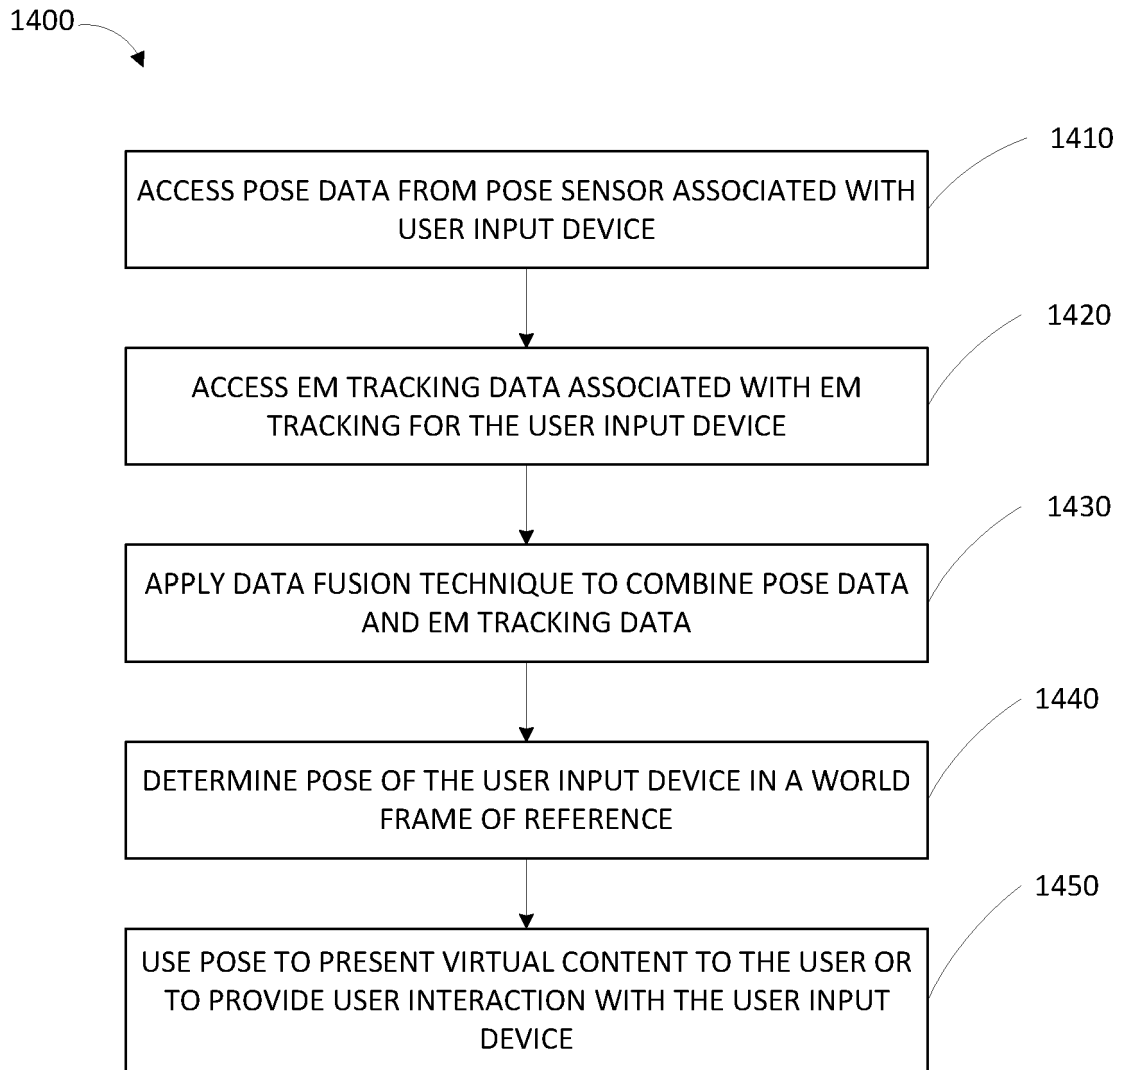 1400
1410
ACCESS POSE DATA FROM POSE SENSOR ASSOCIATED WITH
USER INPUT DEVICE
1420
ACCESS EM TRACKING DATA ASSOCIATED WITH EM
TRACKING FOR THE USER INPUT DEVICE
1430
APPLY DATA FUSION TECHNIQUE TO COMBINE POSE DATA
AND EM TRACKING DATA
1440
DETERMINE POSE OF THE USER INPUT DEVICE IN A WORLD
FRAME OF REFERENCE
1450
USE POSE TO PRESENT VIRTUAL CONTENT TO THE USER OR
TO PROVIDE USER INTERACTION WITH THE USER INPUT
DEVICE